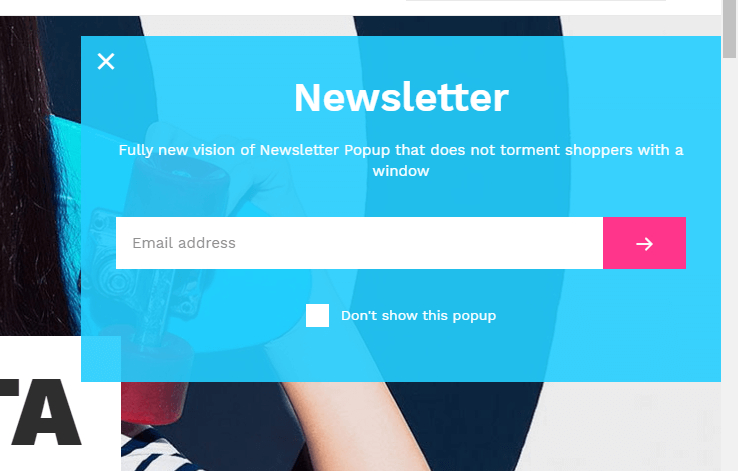 Newsletter
Fully new vision of Newsletter Popup that does not torment shoppers with a
window
Email address
Don't show this popup
TA